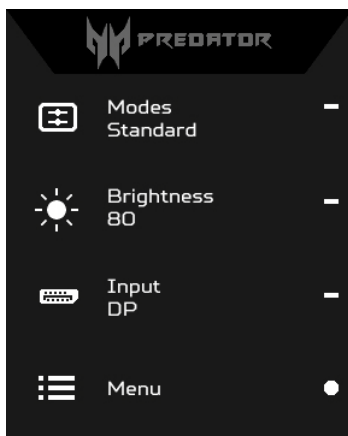 PREDATOR
Modes
Standard
Brightness
80
Input
DP
Menu